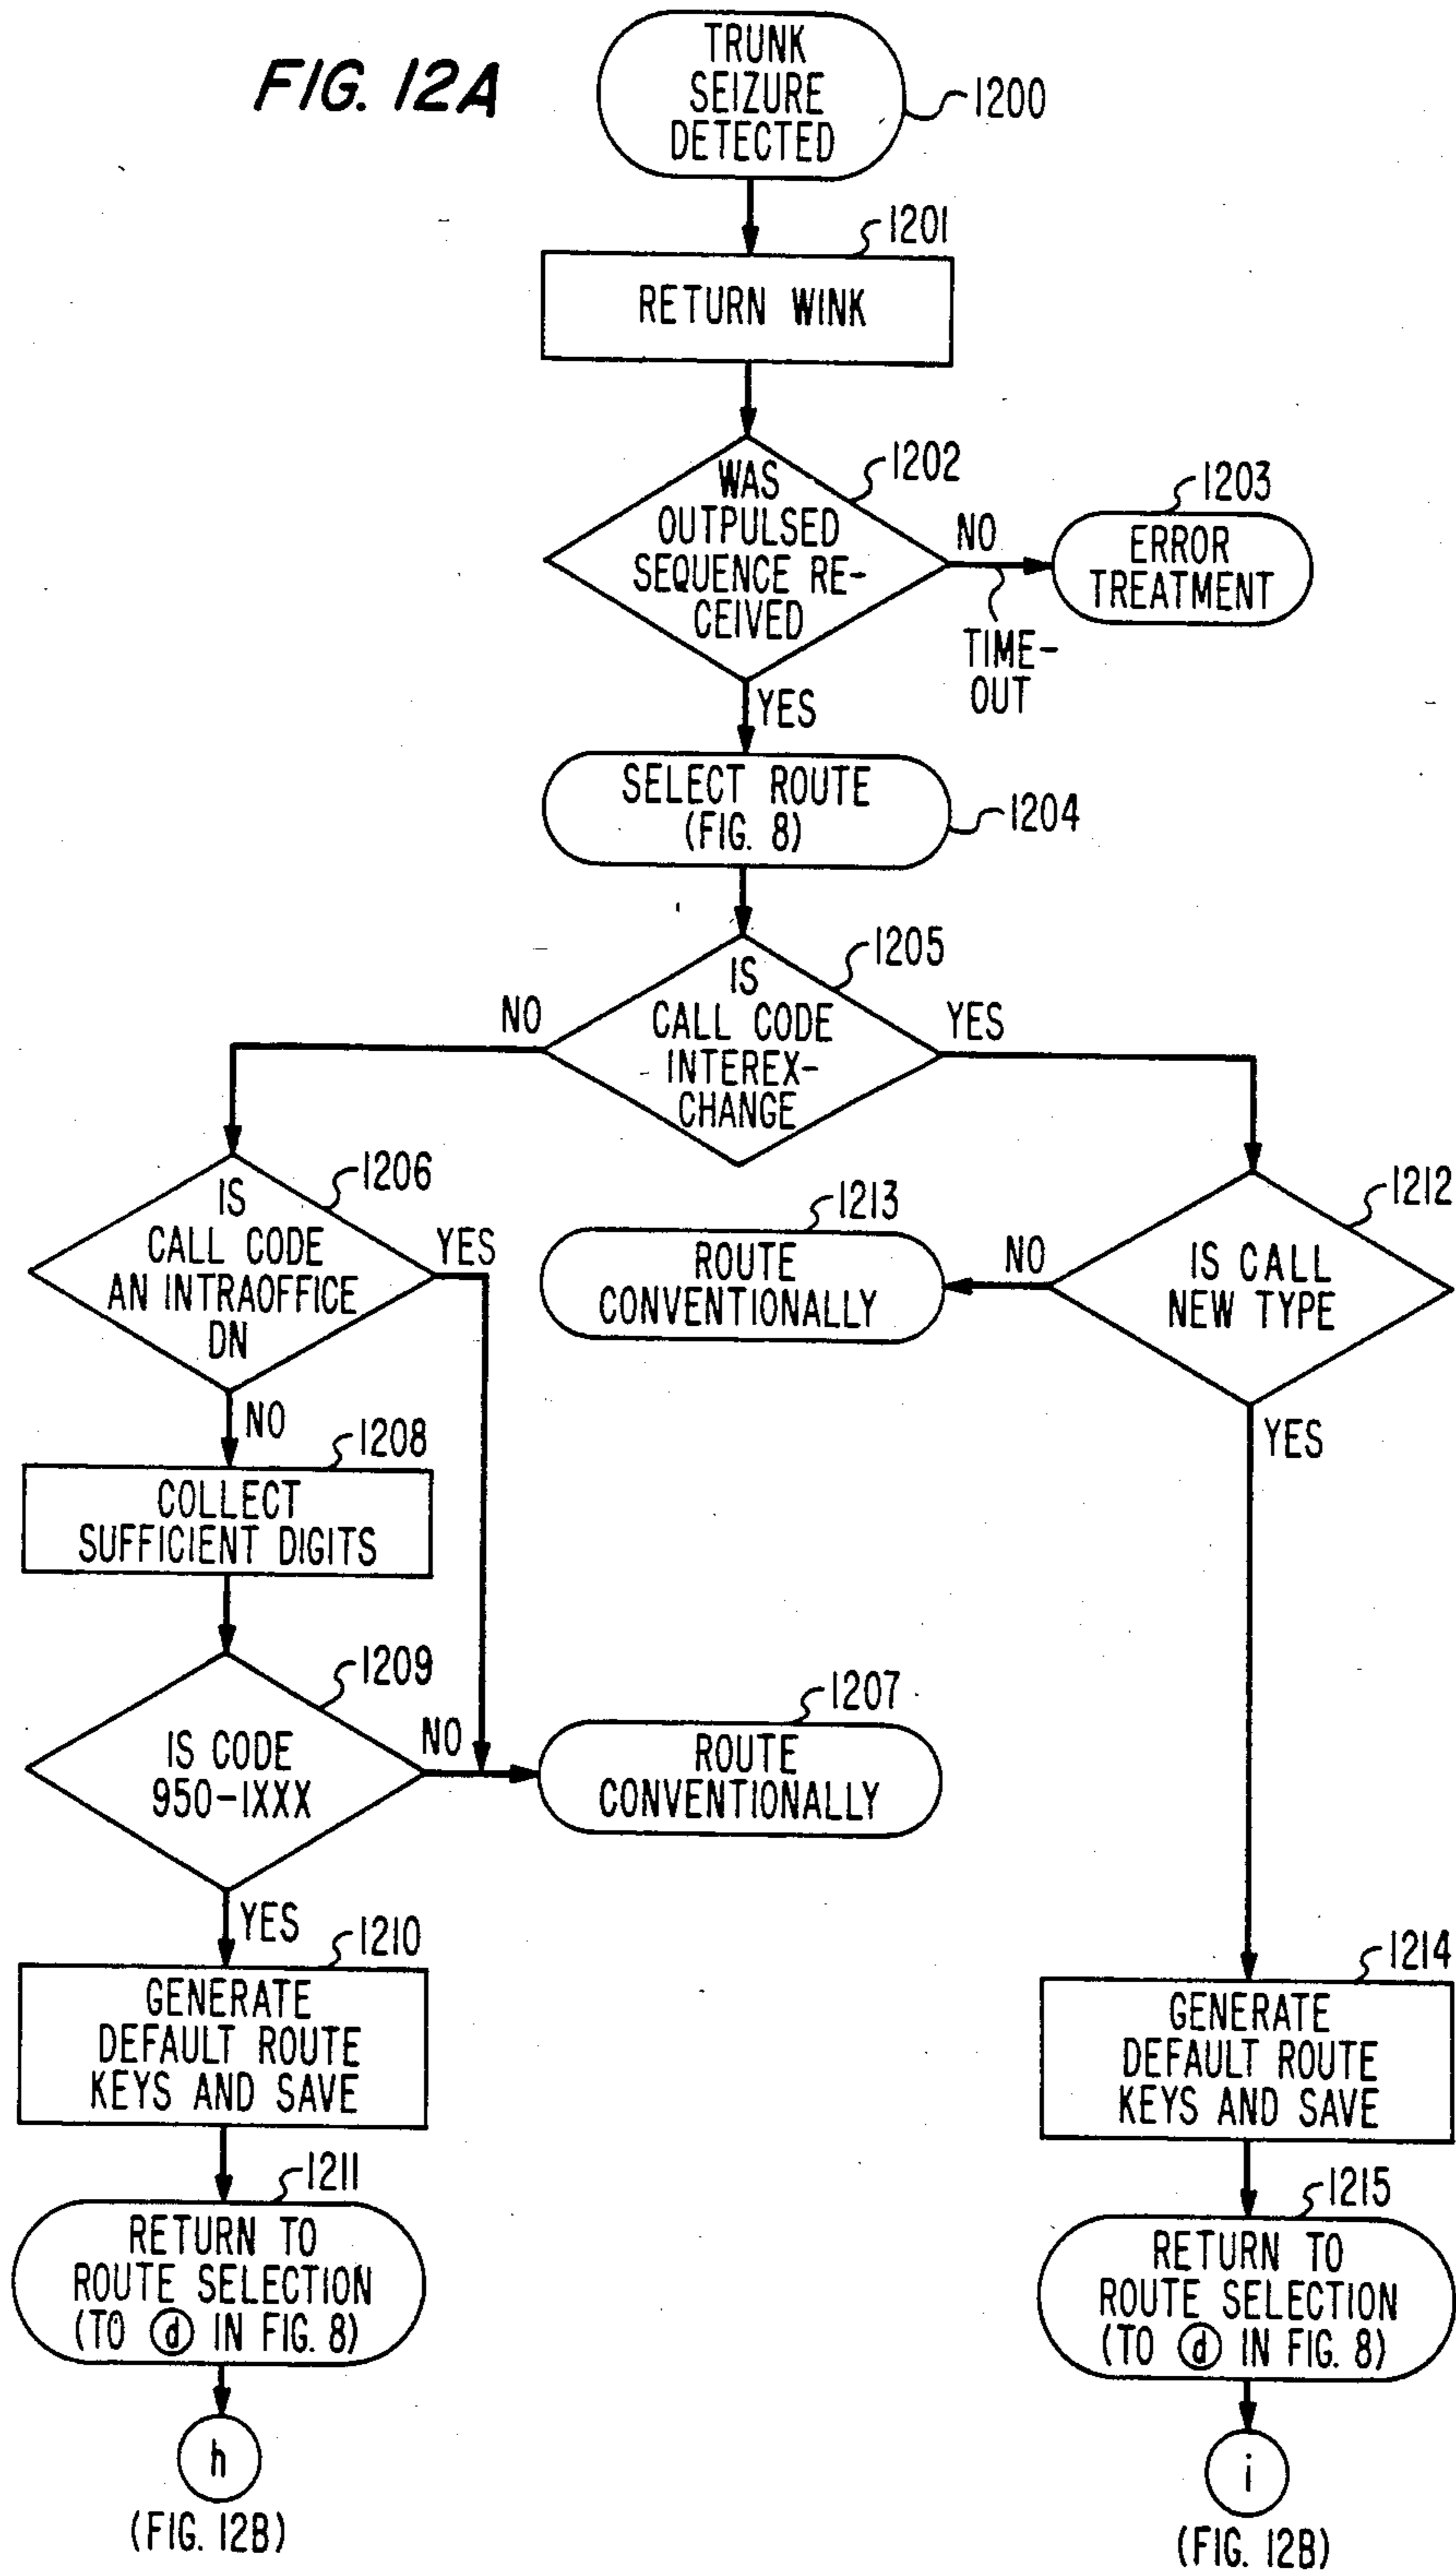 FIG. 12A
TRUNK
SEIZURE
DETECTED
1200
1201
RETURN WINK
1202
WAS
OUTPULSED
SEQUENCE RE-
CEIVED
NO
TIME-
OUT
1203
ERROR
TREATMENT
YES
SELECT ROUTE
(FIG. 8)
1204
1205
IS
CALL CODE
INTEREX-
CHANGE
NO
YES
1206
IS
CALL CODE
AN INTRAOFFICE
DN
YES
1213
ROUTE
CONVENTIONALLY
NO
1212
IS CALL
NEW TYPE
NO
YES
1208
COLLECT
SUFFICIENT DIGITS
1209
IS CODE
950-1XXX
NO
1207
ROUTE
CONVENTIONALLY
YES
1210
GENERATE
DEFAULT ROUTE
KEYS AND SAVE
1214
GENERATE
DEFAULT ROUTE
KEYS AND SAVE
1211
RETURN TO
ROUTE SELECTION
(TO d IN FIG. 8)
1215
RETURN TO
ROUTE SELECTION
(TO d IN FIG. 8)
h
(FIG. 12B)
i
(FIG. 12B)